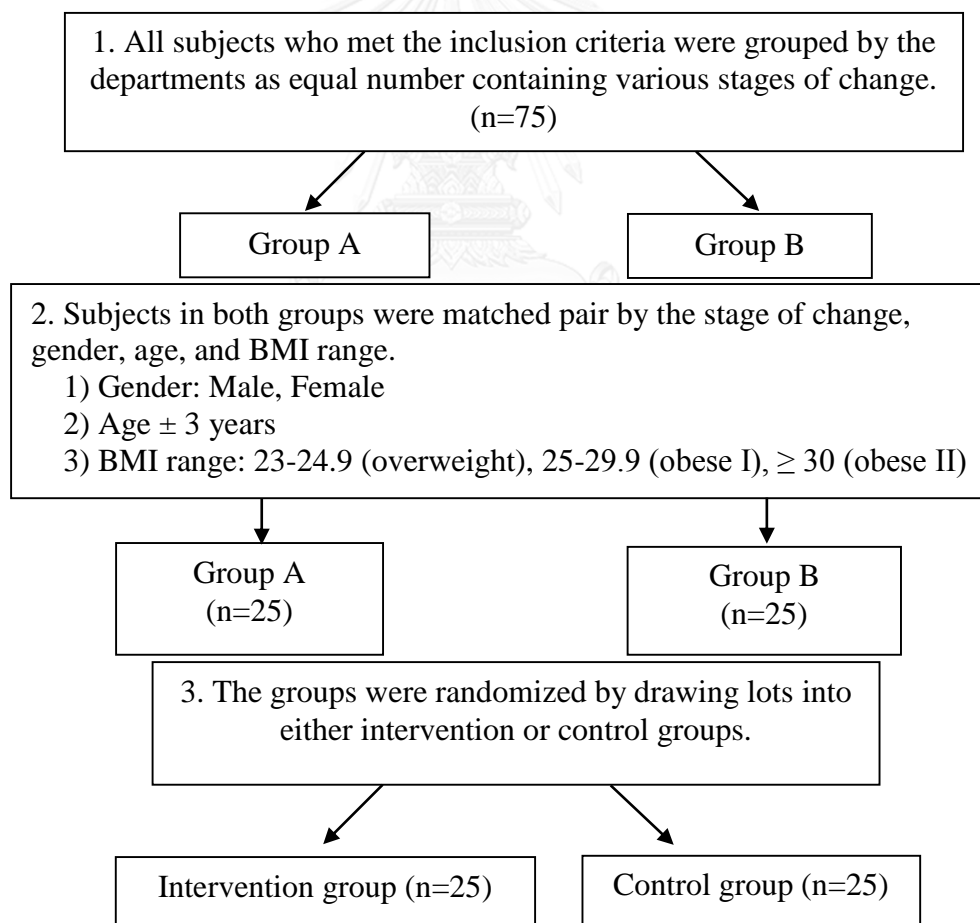 1. All subjects who met the inclusion criteria were grouped by the
departments as equal number containing various stages of change.
(n=75)
Group A
Group B
2. Subjects in both groups were matched pair by the stage of change,
gender, age, and BMI range.
1) Gender: Male, Female
2) Age ± 3 years
3) BMI range: 23-24.9 (overweight), 25-29.9 (obese I), ≥ 30 (obese II)
Group A
(n=25)
Group B
(n=25)
3. The groups were randomized by drawing lots into
either intervention or control groups.
Intervention group (n=25)
Control group (n=25)